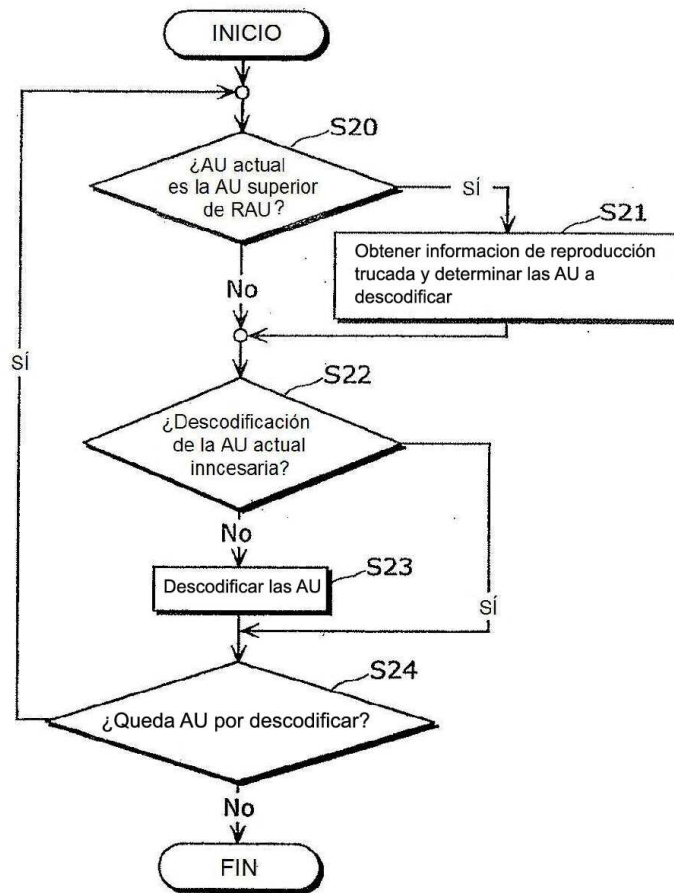 INICIO
S20
¿AU actual
es la AU superior
de RAU?
SÍ
S21
Obtener informacion de reproducción
trucada y determinar las AU a
descodificar
No
SÍ
S22
¿Descodificación
de la AU actual
inncesaria?
No
S23
Descodificar las AU
SÍ
S24
¿Queda AU por descodificar?
No
FIN